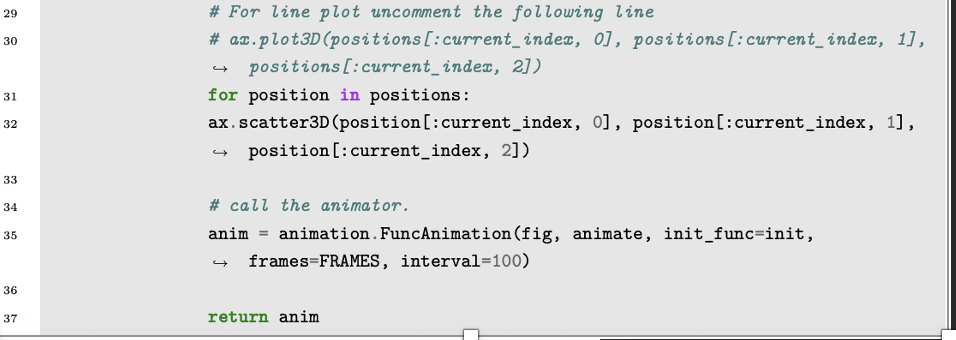 29 # For line plot uncomment the following line
30 # ax.plot3D(positions[:current_index, 0], positions[:current_index, 1],
↪ positions[:current_index, 2])
31 for position in positions:
32 ax.scatter3D(position[:current_index, 0], position[:current_index, 1],
↪ position[:current_index, 2])
33
34 # call the animator.
35 anim = animation.FuncAnimation(fig, animate, init_func=init,
↪ frames=FRAMES, interval=100)
36
37 return anim